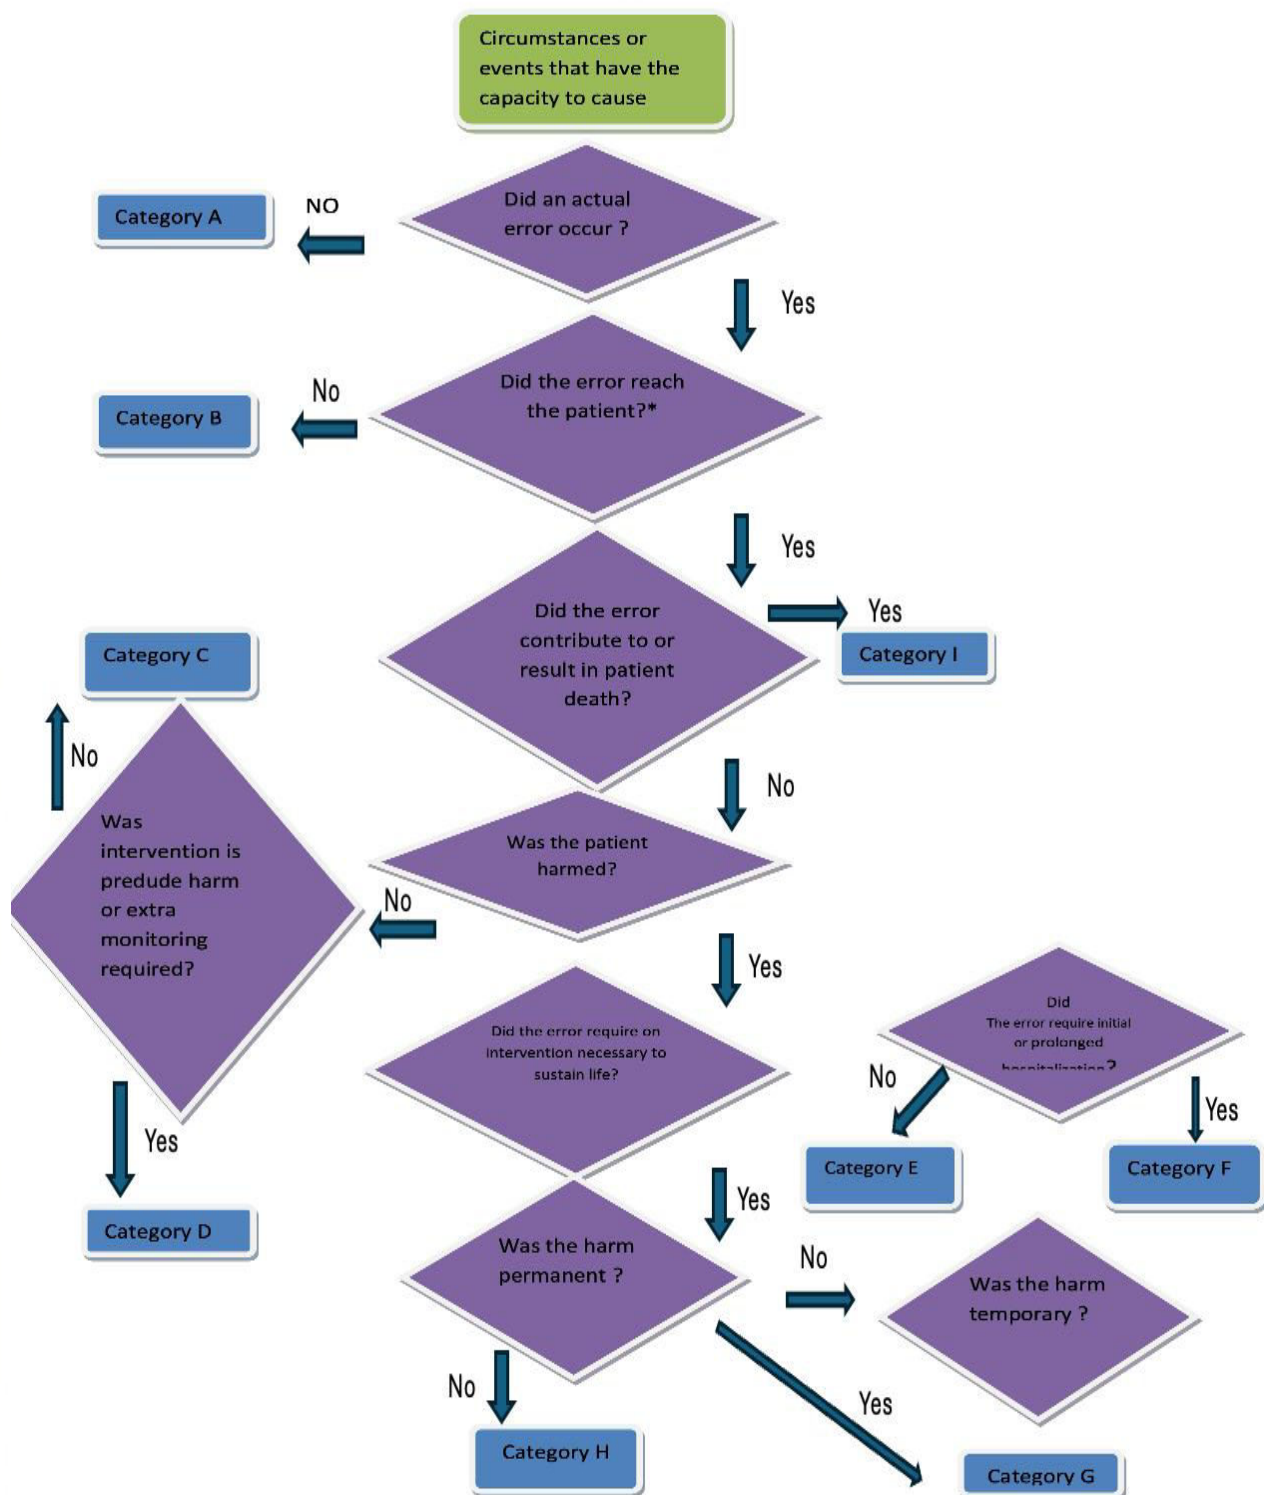 Circumstances or
events that have the
capacity to cause
Did an actual
error occur ?
NO
Category A
Yes
Did the error reach
the patient?*
No
Category B
Yes
Did the error
contribute to or
result in patient
death?
Yes
Category I
Category C
No
Was
intervention is
predude harm
or extra
monitoring
required?
No
Was the patient
harmed?
No
Yes
Did the error require on
intervention necessary to
sustain life?
Did
The error require initial
or prolonged
hospitalization?
No
Yes
Category E
Category F
Yes
Category D
Yes
Was the harm
permanent ?
No
Was the harm
temporary ?
No
Category H
Yes
Category G